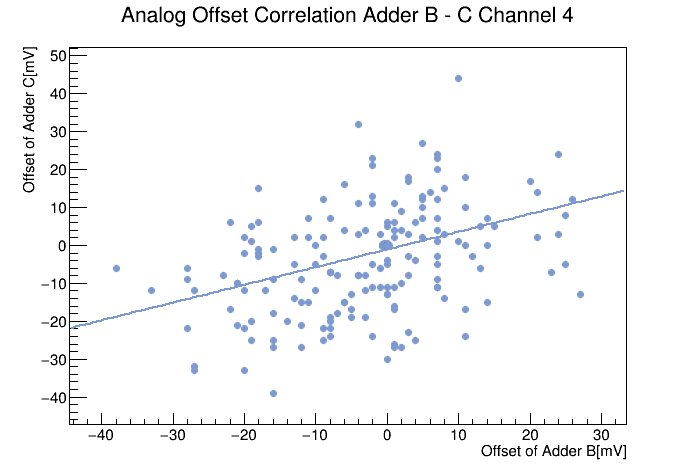 Analog Offset Correlation Adder B - C Channel 4
Offset of Adder C[mV]
50
40
30
20
10
0
−10
−20
−30
−40
−40 −30 −20 −10 0 10 20 30
Offset of Adder B[mV]